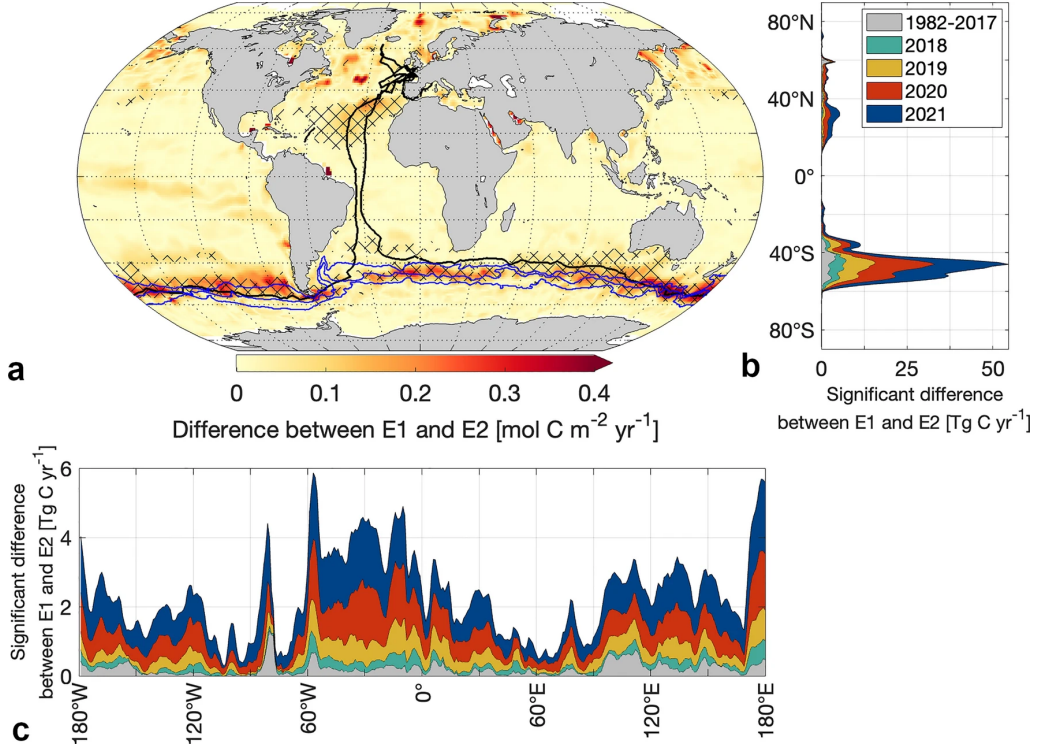 80°N
40°N
0°
40°S
80°S
1982-2017
2018
2019
2020
2021
0
25
50
Significant difference
between E1 and E2 [Tg C yr⁻¹]
b
a
0
0.1
0.2
0.3
0.4
Difference between E1 and E2 [mol C m⁻² yr⁻¹]
Significant difference
between E1 and E2 [Tg C yr⁻¹]
6
4
2
0
180°W
120°W
60°W
0°
60°E
120°E
180°E
c